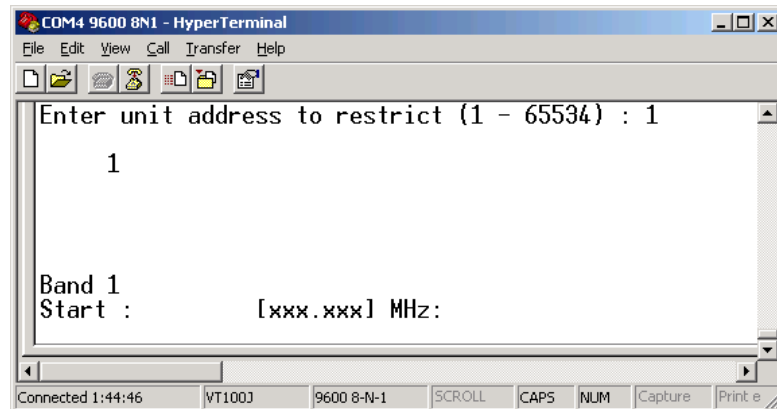 COM4 9600 8N1 - HyperTerminal
File Edit View Call Transfer Help
Enter unit address to restrict (1 - 65534) : 1
1
Band 1
Start : [xxx.xxx] MHz:
Connected 1:44:46 VT100J 9600 8-N-1 SCROLL CAPS NUM Capture Print e